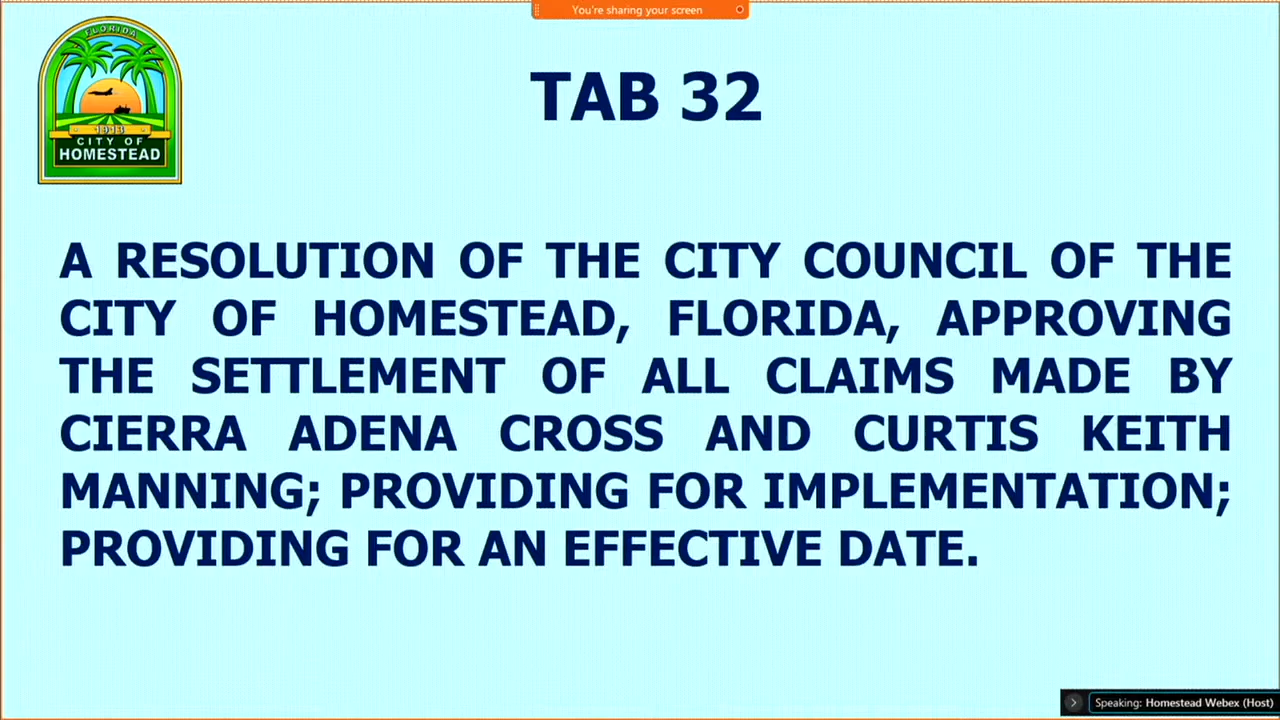 You're sharing your screen
FLORIDA
1913
CITY OF
HOMESTEAD
TAB 32
A RESOLUTION OF THE CITY COUNCIL OF THE
CITY OF HOMESTEAD, FLORIDA, APPROVING
THE SETTLEMENT OF ALL CLAIMS MADE BY
CIERRA ADENA CROSS AND CURTIS KEITH
MANNING; PROVIDING FOR IMPLEMENTATION;
PROVIDING FOR AN EFFECTIVE DATE.
Speaking: Homestead Webex (Host)